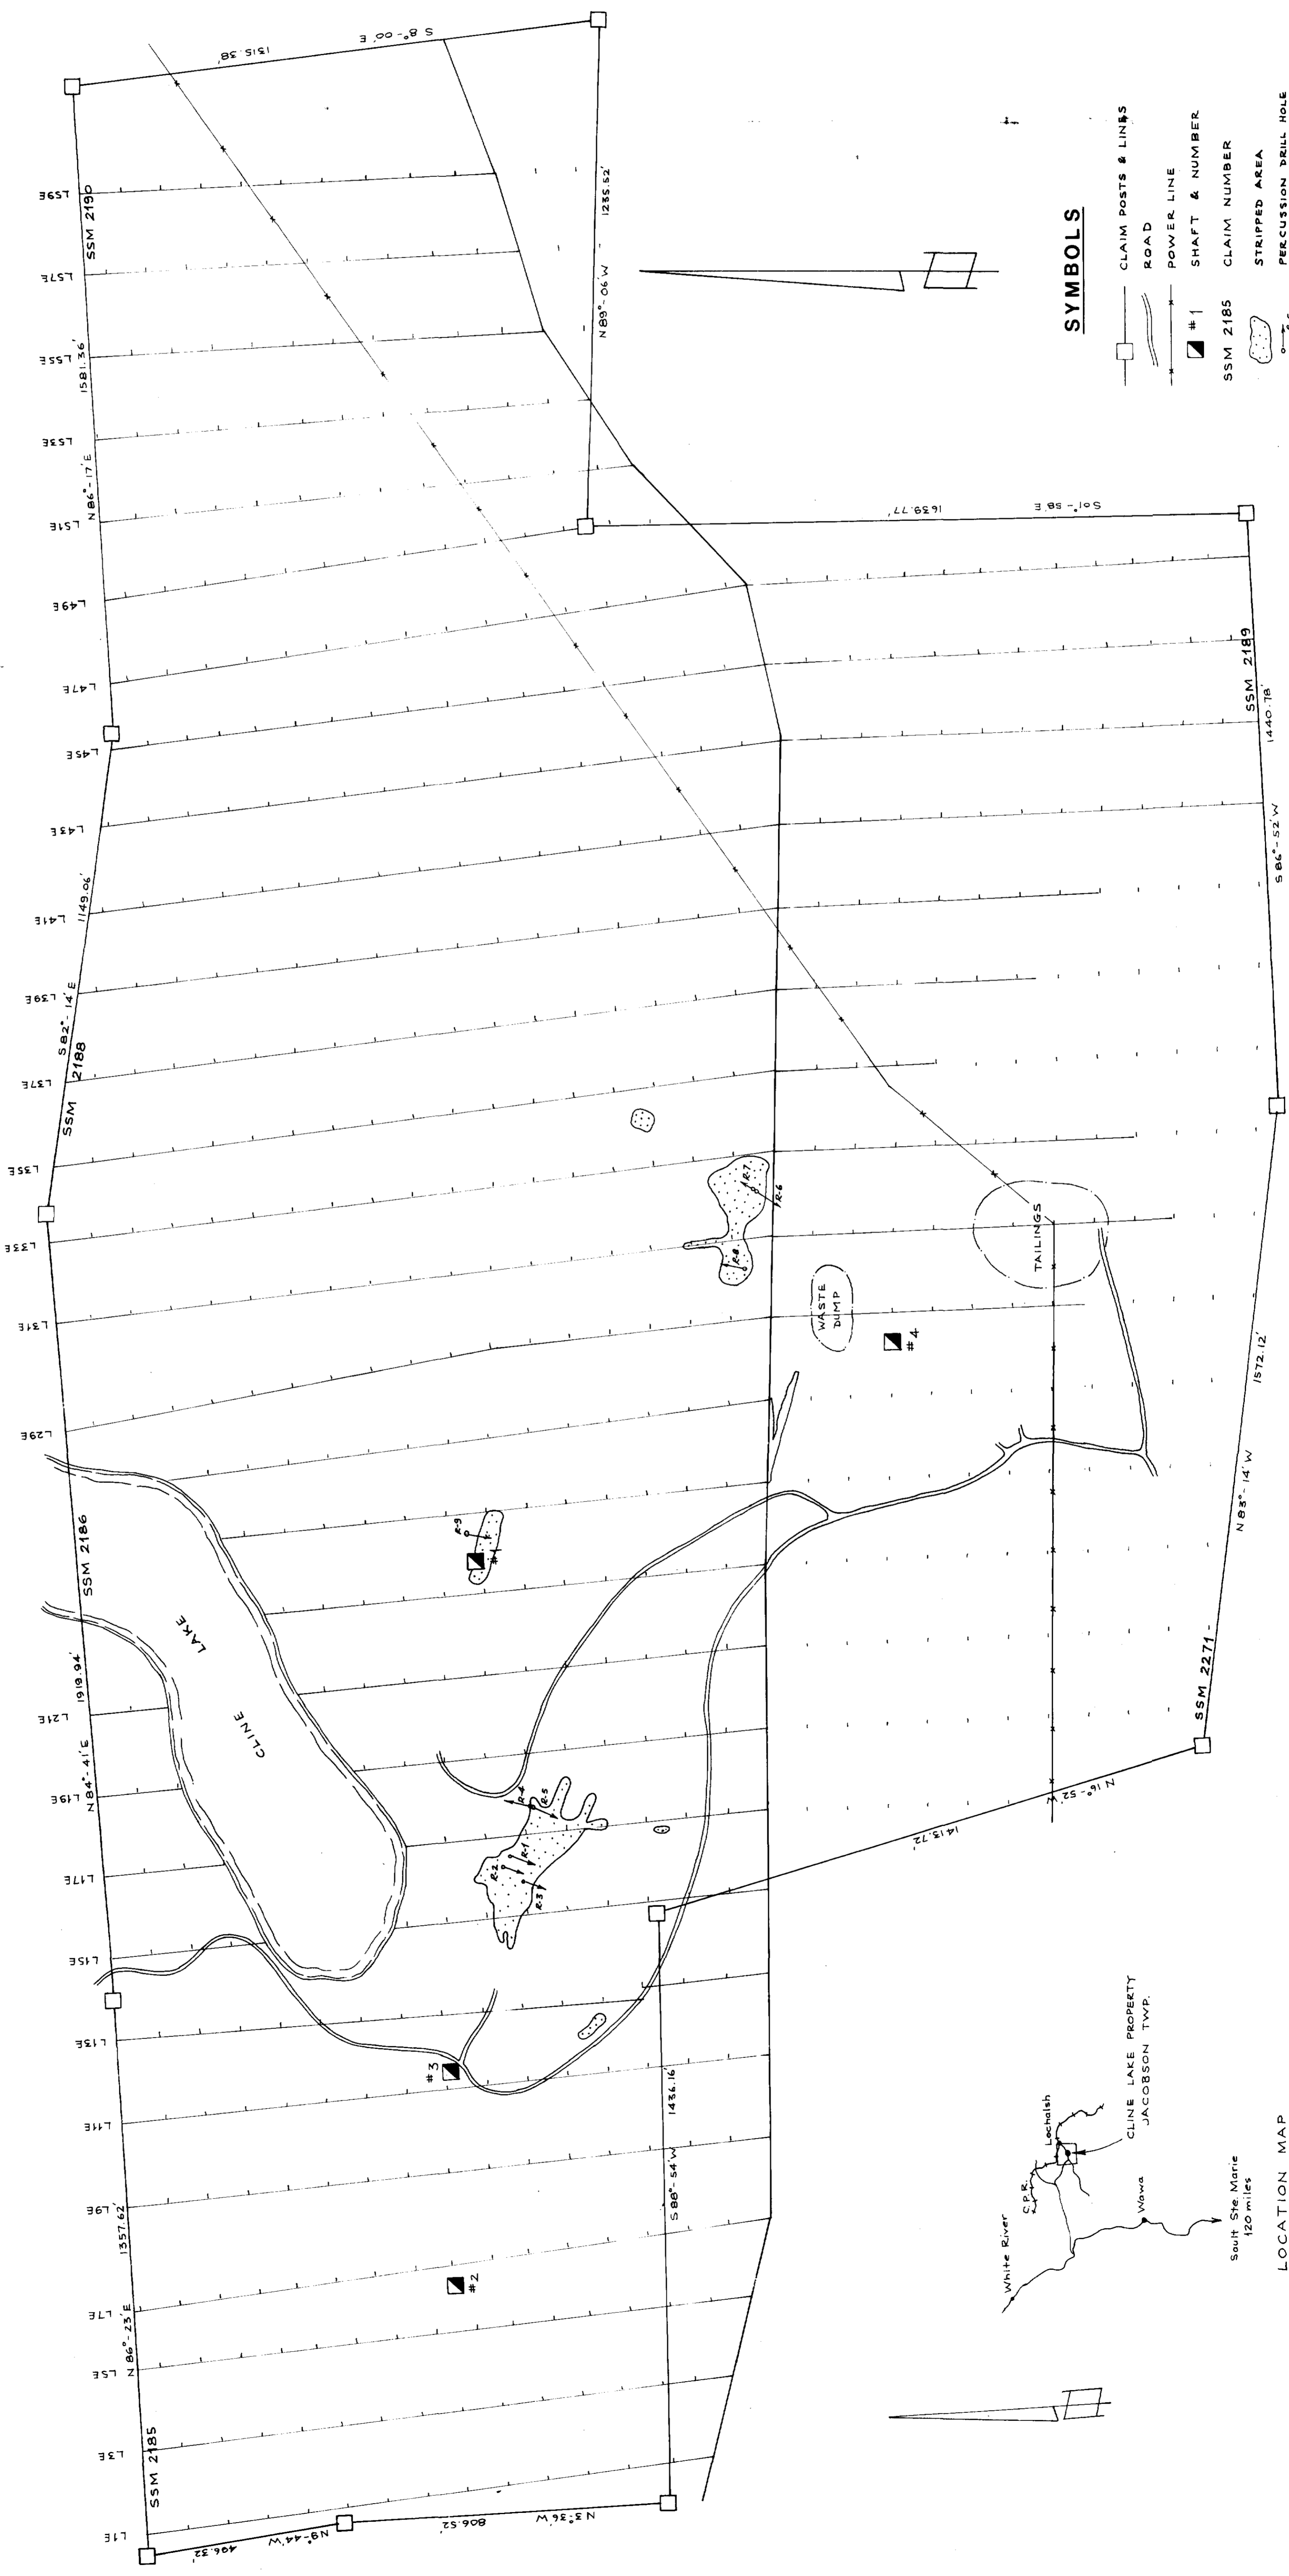 L1E
L3E
L5E
L7E
L9E
L11E
L13E
L15E
L17E
L19E
L21E
L29E
L31E
L33E
L35E
L37E
L39E
L41E
L43E
L45E
L47E
L49E
L51E
L53E
L55E
L57E
L59E
SSM 2185
N 86°-23'E
1357.62'
N 84°-41'E
1919.94'
SSM 2186
SSM 2188
S 82°-14'E
1149.06'
N86°-17'E
1581.36'
SSM 2190
1315.38'
S 8°-00'E
N 89°-06'W
1235.52'
1639.77'
S01°-58'E
SSM 2189
1440.78'
S 86°-52'W
1572.12'
N 83°-14'W
SSM 2271
N 16°-52'W
1413.72'
S 88°-54'W
1436.16'
N3°-36'W
806.52'
N9°-44'W
496.32'
CLINE LAKE
#2
#3
R-2
R-1
R-3
R-4
R-5
R-9
#1
R-8
R-7
R-6
WASTE
DUMP
#4
TAILINGS
SYMBOLS
CLAIM POSTS & LINES
ROAD
POWER LINE
#1 SHAFT & NUMBER
SSM 2185 CLAIM NUMBER
STRIPPED AREA
PERCUSSION DRILL HOLE
White River
C.P.R.
Lochalsh
CLINE LAKE PROPERTY
JACOBSON TWP.
Wawa
Sault Ste. Marie
120 miles
LOCATION MAP